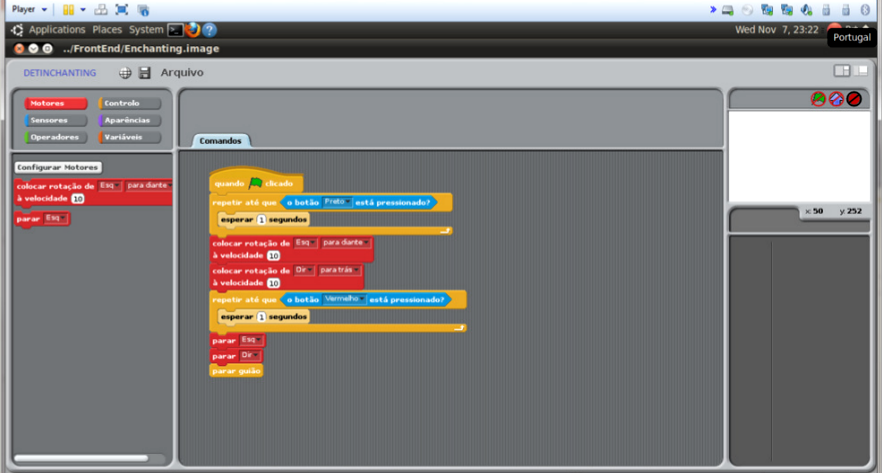 Player
Applications Places System
Wed Nov 7, 23:22
Portugal
../FrontEnd/Enchanting.image
DETINCHANTING
Arquivo
Motores
Controlo
Sensores
Aparências
Operadores
Variáveis
Configurar Motores
colocar rotação de Esq para diante
à velocidade 10
parar Esq
Comandos
quando clicado
repetir até que o botão Preto está pressionado?
esperar 1 segundos
colocar rotação de Esq para diante
à velocidade 10
colocar rotação de Dir para trás
à velocidade 10
repetir até que o botão Vermelho está pressionado?
esperar 1 segundos
parar Esq
parar Dir
parar guião
x: 50 y 252